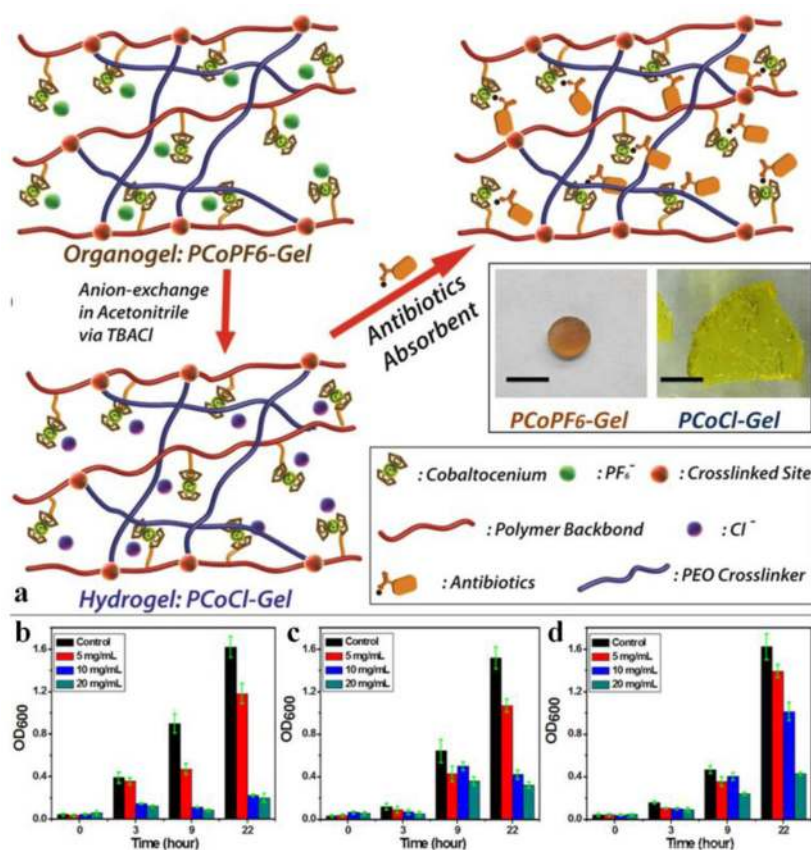 Organogel: PCoPF6-Gel
Anion-exchange
in Acetonitrile
via TBACl
Antibiotics
Absorbent
PCoPF6-Gel
PCoCl-Gel
: Cobaltocenium
: PF6⁻
: Crosslinked Site
: Polymer Backbond
: Cl⁻
: Antibiotics
: PEO Crosslinker
a
Hydrogel: PCoCl-Gel
b
Control
5 mg/mL
10 mg/mL
20 mg/mL
OD600
1.6
1.2
0.8
0.4
0.0
0
3
9
22
Time (hour)
c
Control
5 mg/mL
10 mg/mL
20 mg/mL
OD600
1.6
1.2
0.8
0.4
0.0
0
3
9
22
Time (hour)
d
Control
5 mg/mL
10 mg/mL
20 mg/mL
OD600
1.6
1.2
0.8
0.4
0.0
0
3
9
22
Time (hour)